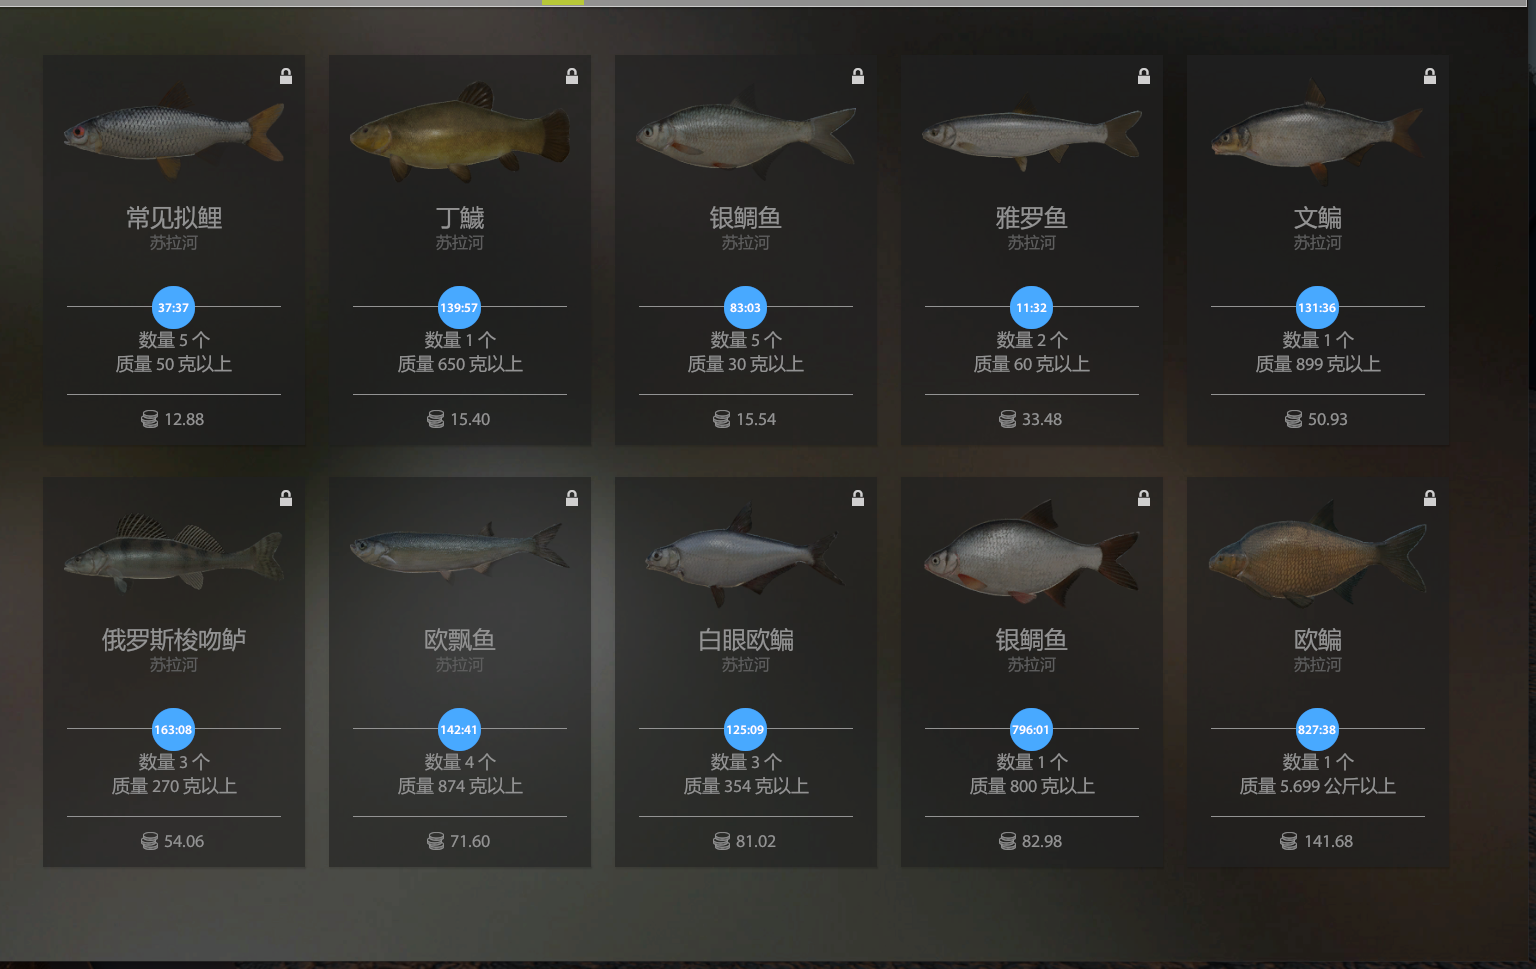 常见拟鲤
苏拉河
37:37
数量 5 个
质量 50 克以上
12.88
丁鱥
苏拉河
139:57
数量 1 个
质量 650 克以上
15.40
银鲷鱼
苏拉河
83:03
数量 5 个
质量 30 克以上
15.54
雅罗鱼
苏拉河
11:32
数量 2 个
质量 60 克以上
33.48
文鳊
苏拉河
131:36
数量 1 个
质量 899 克以上
50.93
俄罗斯梭吻鲈
苏拉河
163:08
数量 3 个
质量 270 克以上
54.06
欧飘鱼
苏拉河
142:41
数量 4 个
质量 874 克以上
71.60
白眼欧鳊
苏拉河
125:09
数量 3 个
质量 354 克以上
81.02
银鲷鱼
苏拉河
796:01
数量 1 个
质量 800 克以上
82.98
欧鳊
苏拉河
827:38
数量 1 个
质量 5.699 公斤以上
141.68